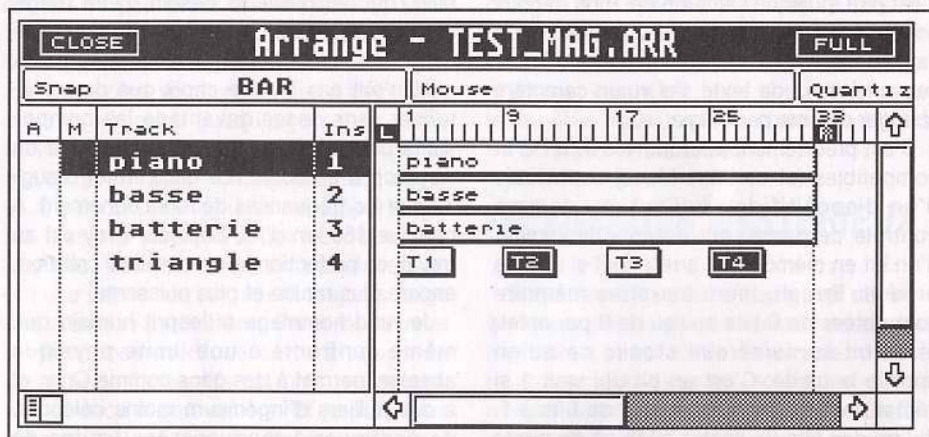 CLOSE Arrange - TEST_MAG.ARR FULL
Snap BAR Mouse Quantiz
A M Track Ins L 1 9 17 25 33 R
piano 1 piano
basse 2 basse
batterie 3 batterie
triangle 4 T1 T2 T3 T4